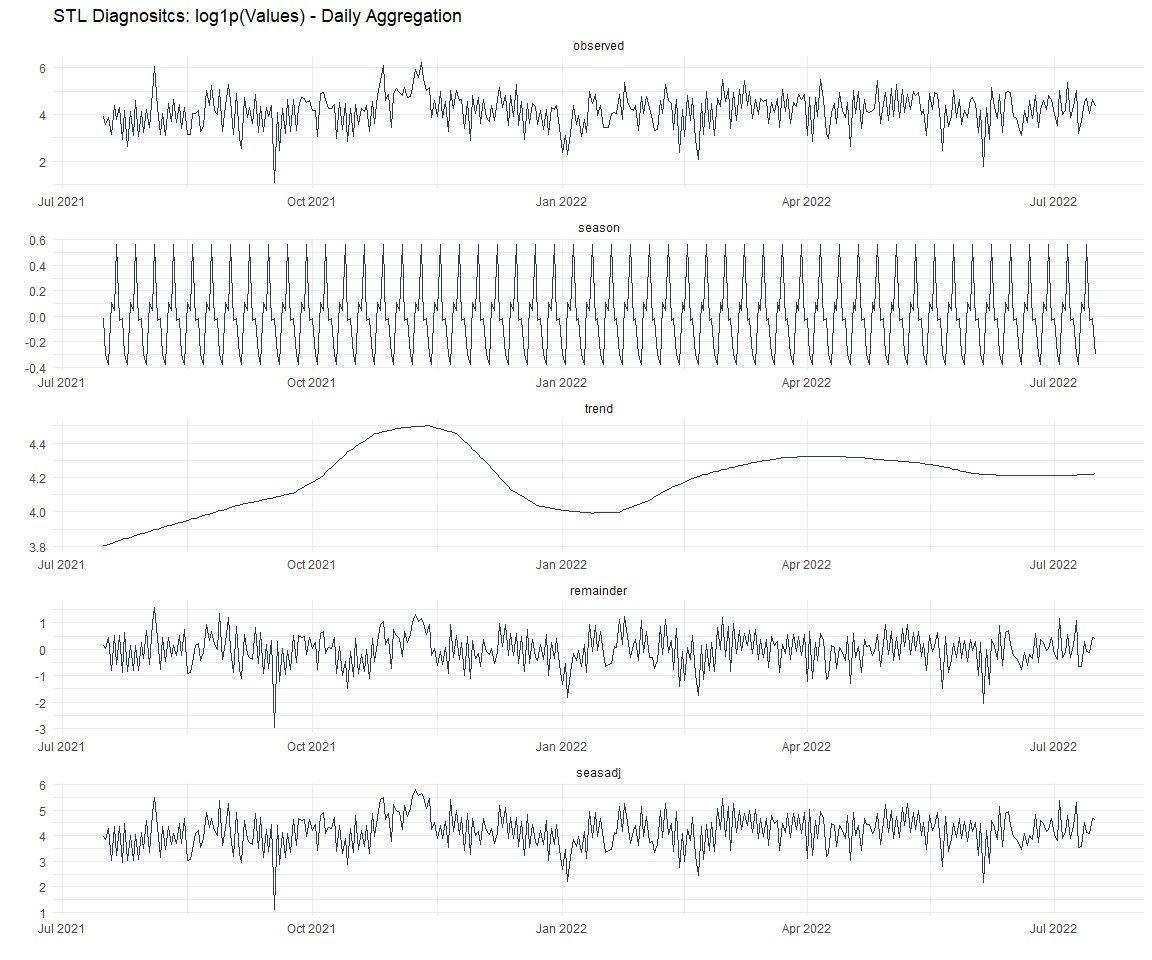 STL Diagnositcs: log1p(Values) - Daily Aggregation
observed
6
4
2
Jul 2021 Oct 2021 Jan 2022 Apr 2022 Jul 2022
season
0.6
0.4
0.2
0.0
-0.2
-0.4
Jul 2021 Oct 2021 Jan 2022 Apr 2022 Jul 2022
trend
4.4
4.2
4.0
3.8
Jul 2021 Oct 2021 Jan 2022 Apr 2022 Jul 2022
remainder
1
0
-1
-2
-3
Jul 2021 Oct 2021 Jan 2022 Apr 2022 Jul 2022
seasadj
6
5
4
3
2
1
Jul 2021 Oct 2021 Jan 2022 Apr 2022 Jul 2022